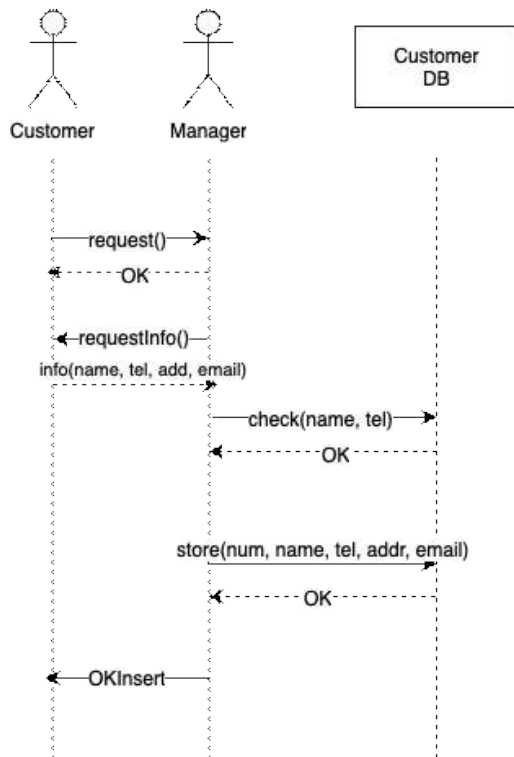 Customer
DB
Customer
Manager
request()
OK
requestInfo()
info(name, tel, add, email)
check(name, tel)
OK
store(num, name, tel, addr, email)
OK
OKInsert